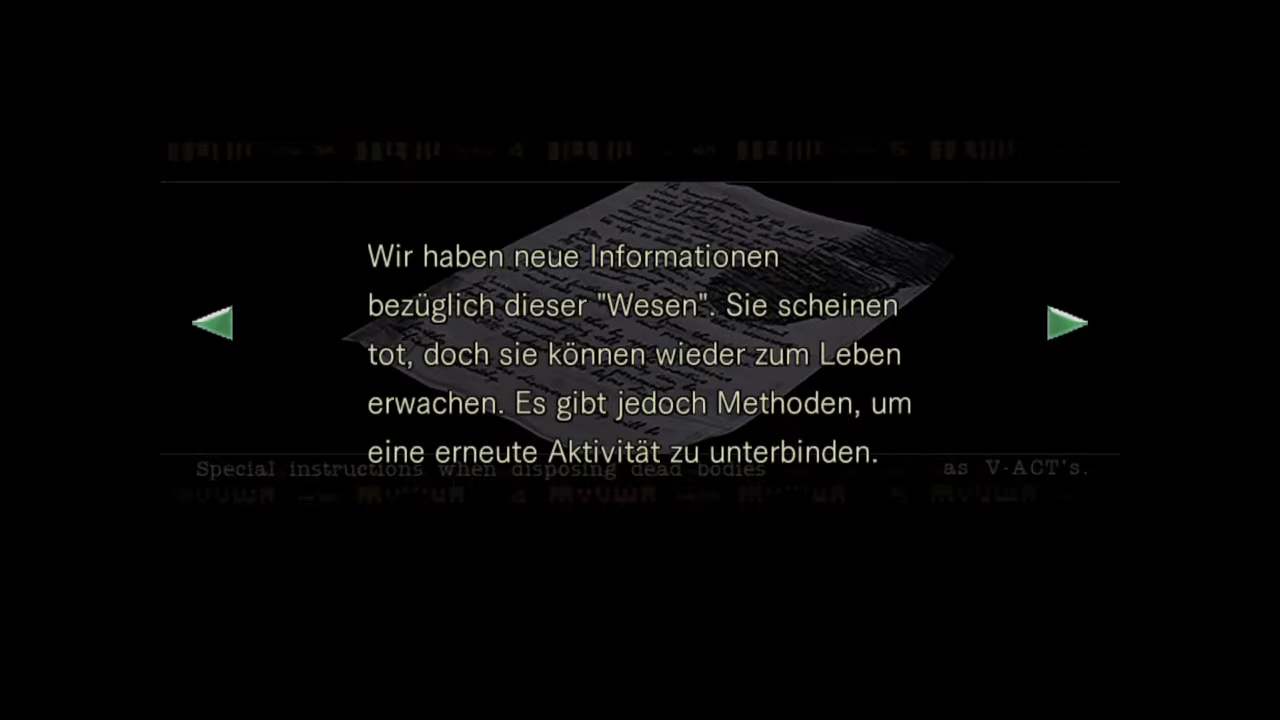 Wir haben neue Informationen
bezüglich dieser "Wesen". Sie scheinen
tot, doch sie können wieder zum Leben
erwachen. Es gibt jedoch Methoden, um
eine erneute Aktivität zu unterbinden.
Special instructions when disposing dead bodies as V-ACT's.